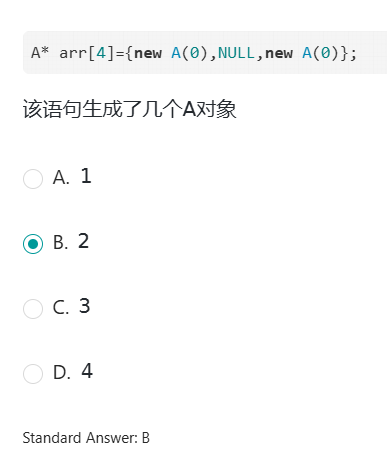 A* arr[4]={new A(0),NULL,new A(0)};
该语句生成了几个A对象
A. 1
B. 2
C. 3
D. 4
Standard Answer: B